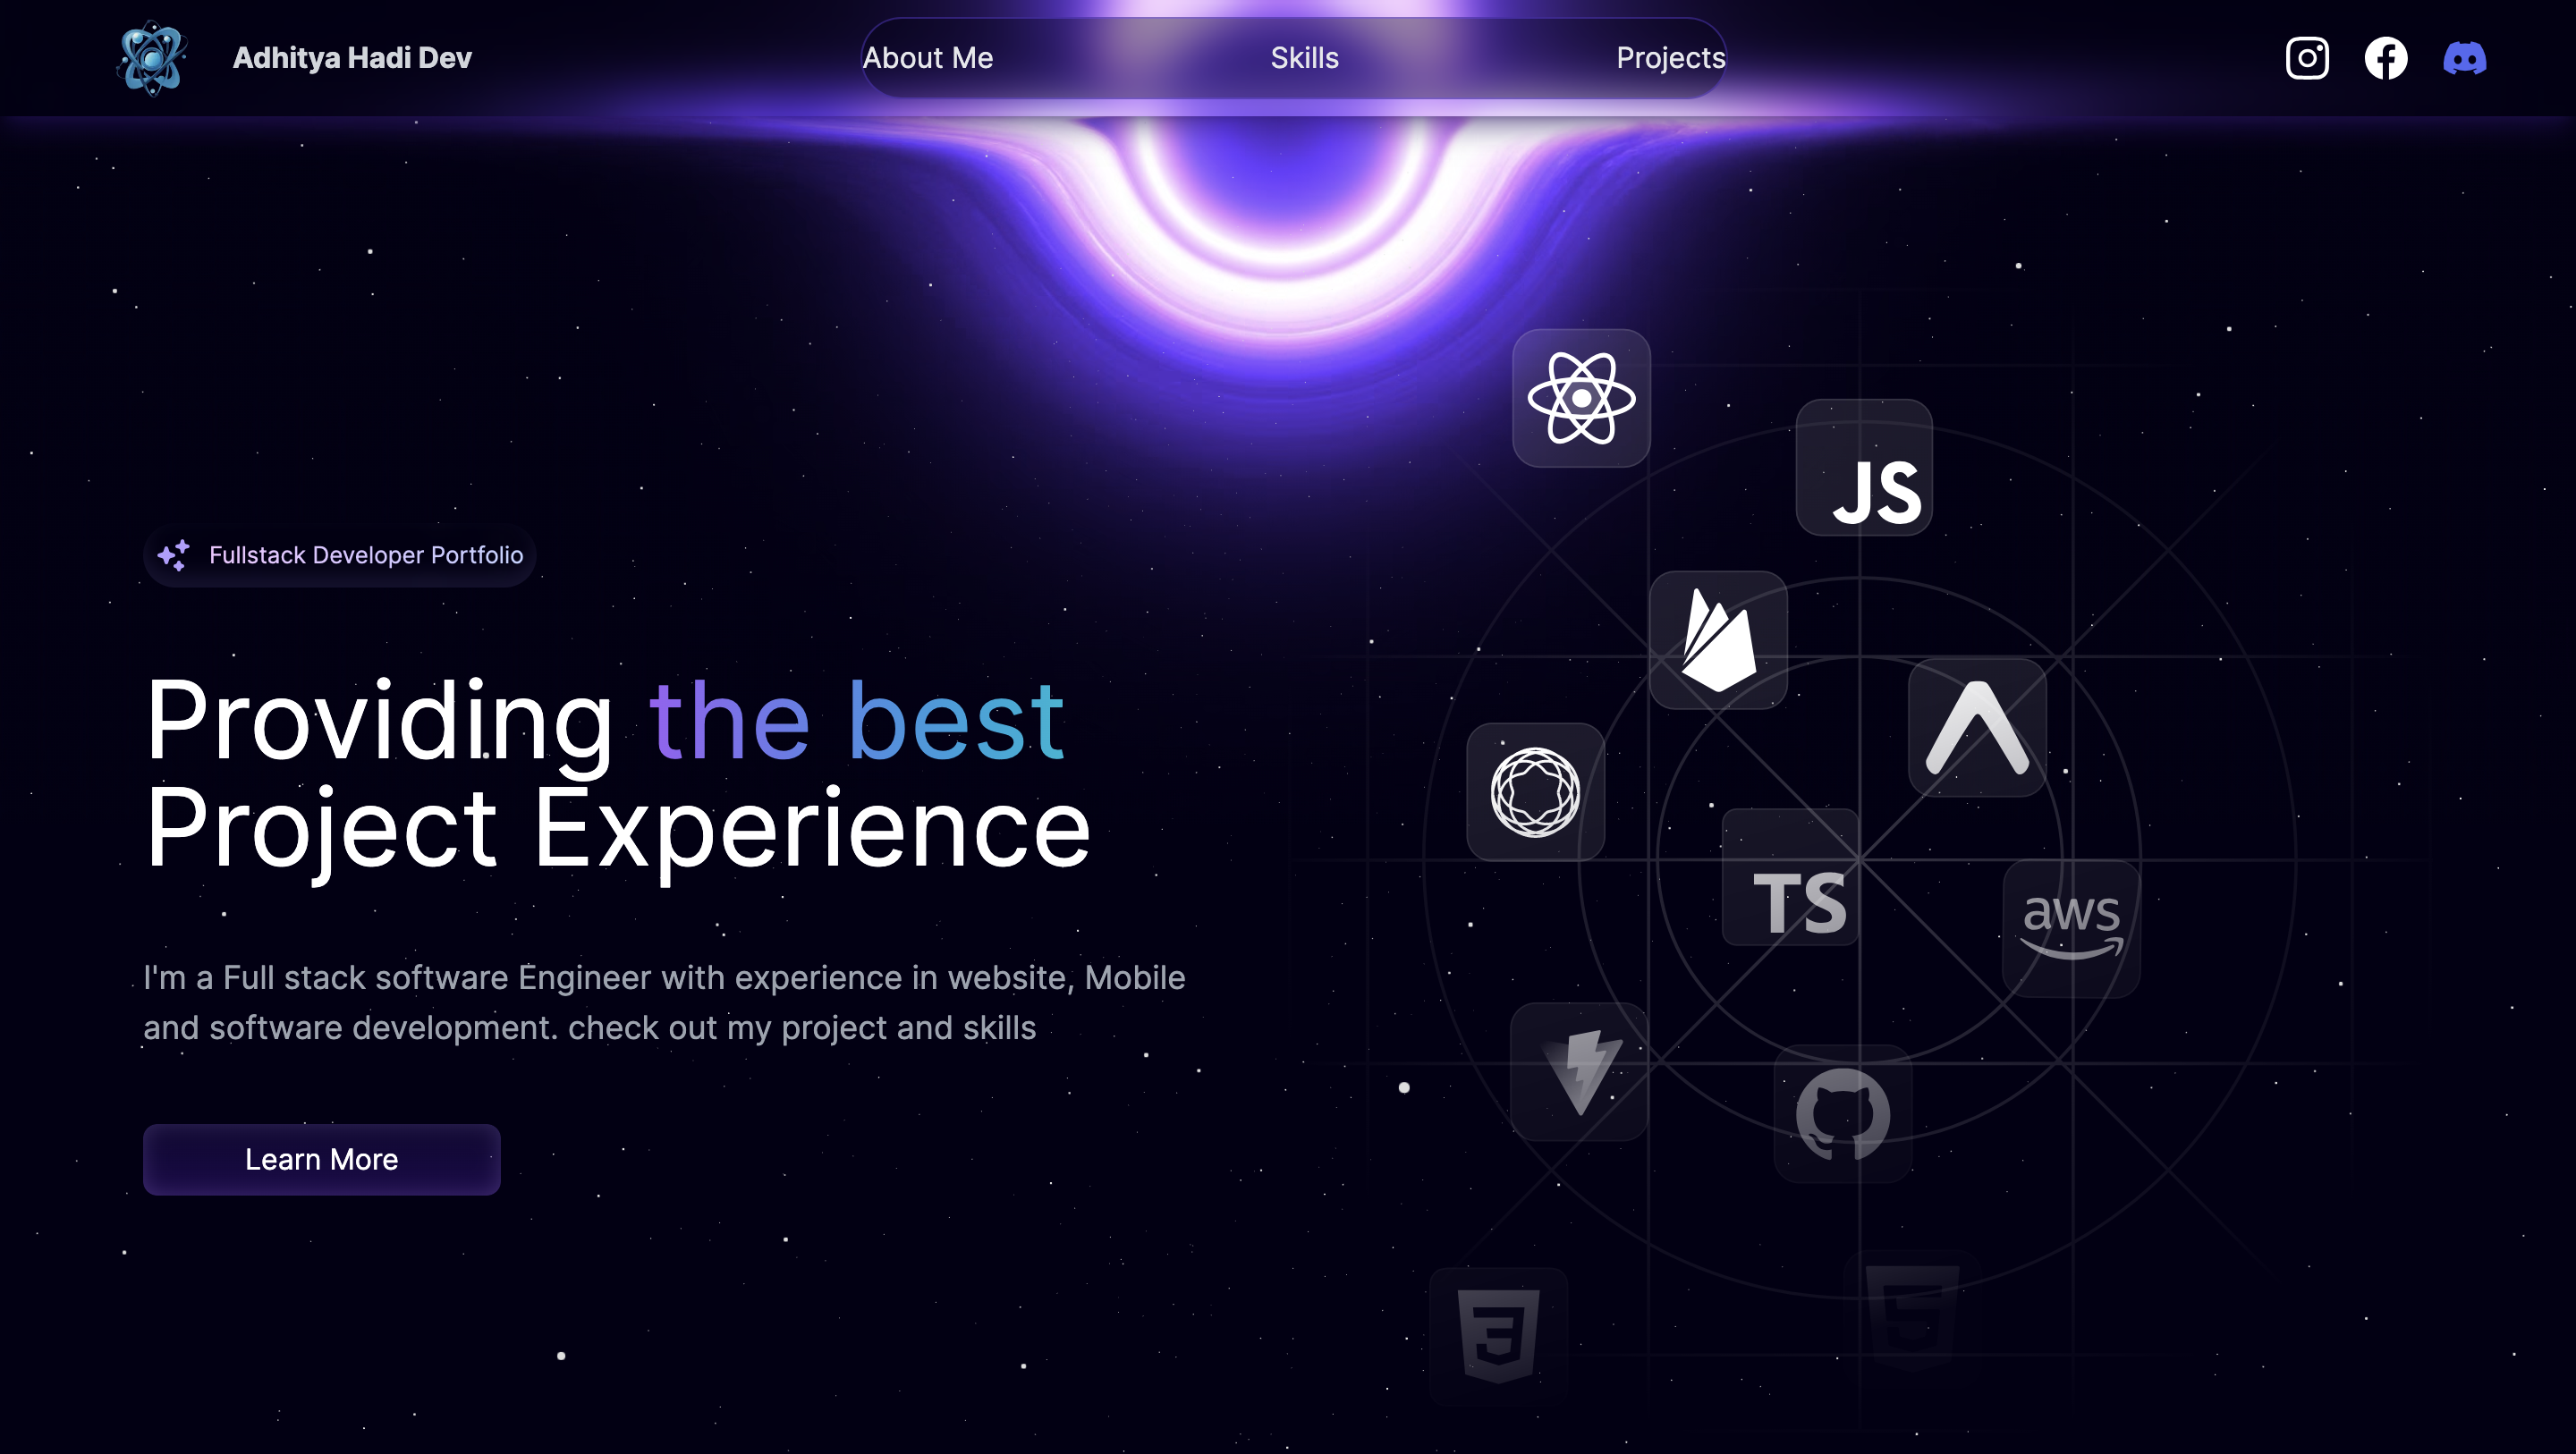 Adhitya Hadi Dev
About Me
Skills
Projects
Fullstack Developer Portfolio
Providing the best
Project Experience
I'm a Full stack software Engineer with experience in website, Mobile
and software development. check out my project and skills
Learn More
JS
TS
aws
3
5